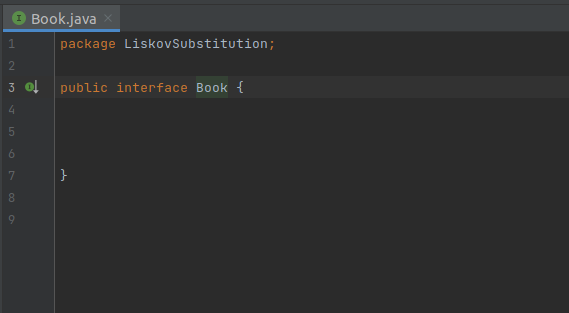 I Book.java ×
1 package LiskovSubstitution;
2
3 I public interface Book {
4
5
6
7 }
8
9